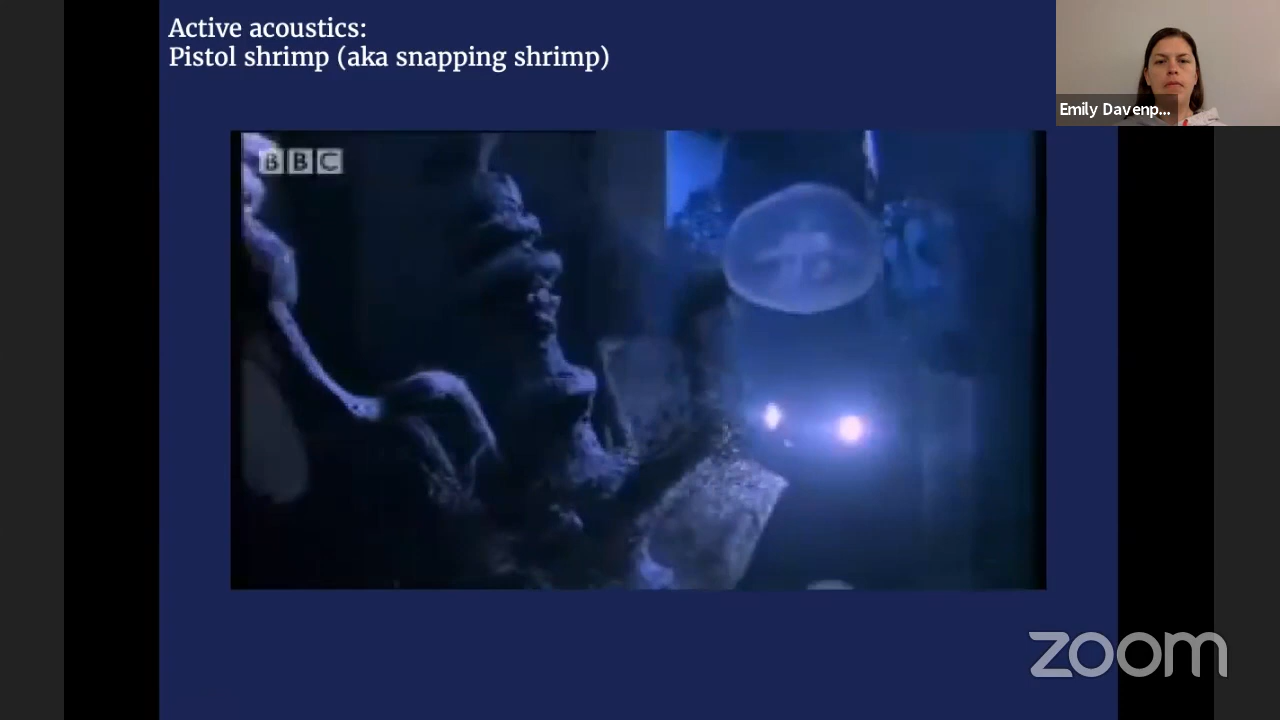 Active acoustics:
Pistol shrimp (aka snapping shrimp)
Emily Davenp...
BBC
zoom